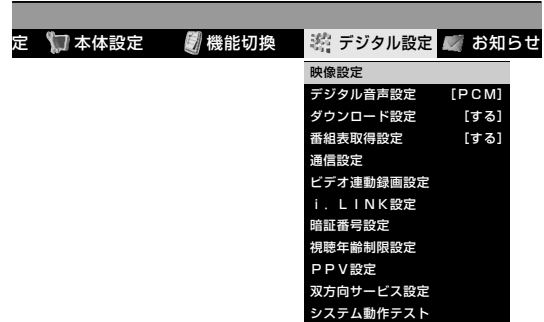 定 本体設定 機能切換 デジタル設定 お知らせ
映像設定
デジタル音声設定 [PCM]
ダウンロード設定 [する]
番組表取得設定 [する]
通信設定
ビデオ連動録画設定
i．LINK設定
暗証番号設定
視聴年齢制限設定
PPV設定
双方向サービス設定
システム動作テスト